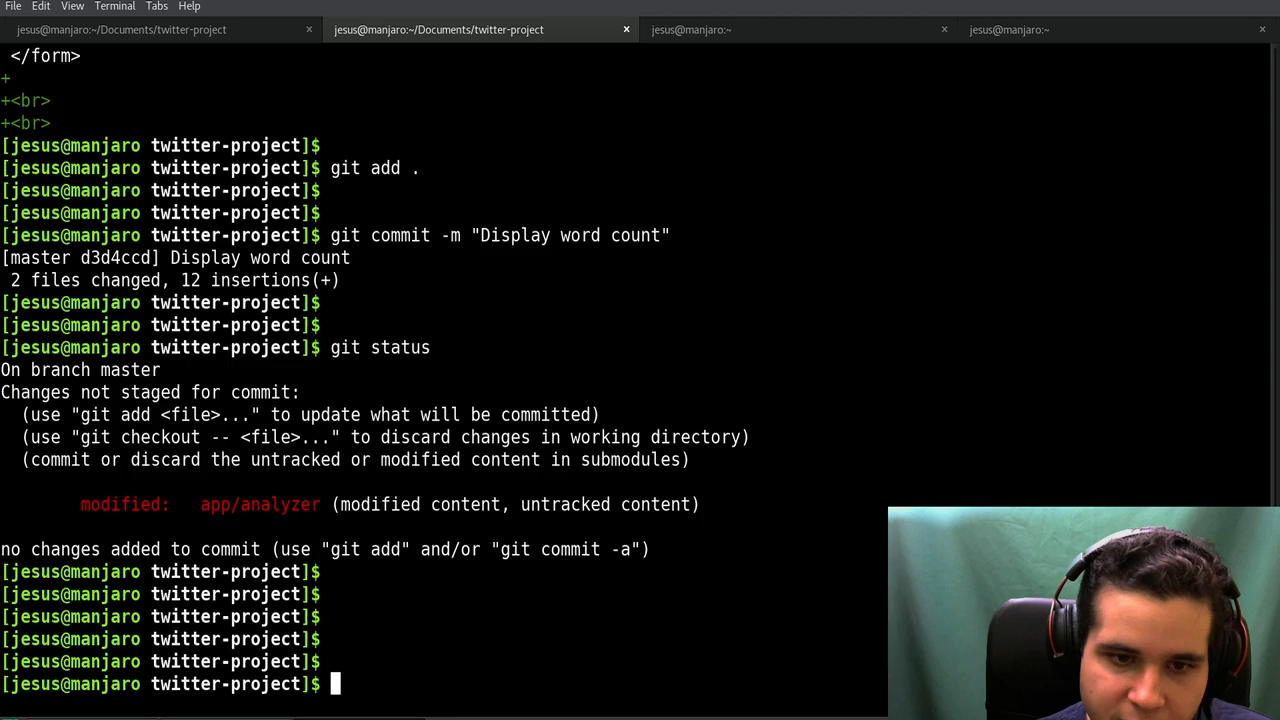 File Edit View Terminal Tabs Help
jesus@manjaro:~/Documents/twitter-project × jesus@manjaro:~/Documents/twitter-project × jesus@manjaro:~ × jesus@manjaro:~ ×
</form>
+
+<br>
+<br>
[jesus@manjaro twitter-project]$
[jesus@manjaro twitter-project]$ git add .
[jesus@manjaro twitter-project]$
[jesus@manjaro twitter-project]$
[jesus@manjaro twitter-project]$ git commit -m "Display word count"
[master d3d4ccd] Display word count
2 files changed, 12 insertions(+)
[jesus@manjaro twitter-project]$
[jesus@manjaro twitter-project]$
[jesus@manjaro twitter-project]$ git status
On branch master
Changes not staged for commit:
(use "git add <file>..." to update what will be committed)
(use "git checkout -- <file>..." to discard changes in working directory)
(commit or discard the untracked or modified content in submodules)
modified: app/analyzer (modified content, untracked content)
no changes added to commit (use "git add" and/or "git commit -a")
[jesus@manjaro twitter-project]$
[jesus@manjaro twitter-project]$
[jesus@manjaro twitter-project]$
[jesus@manjaro twitter-project]$
[jesus@manjaro twitter-project]$
[jesus@manjaro twitter-project]$